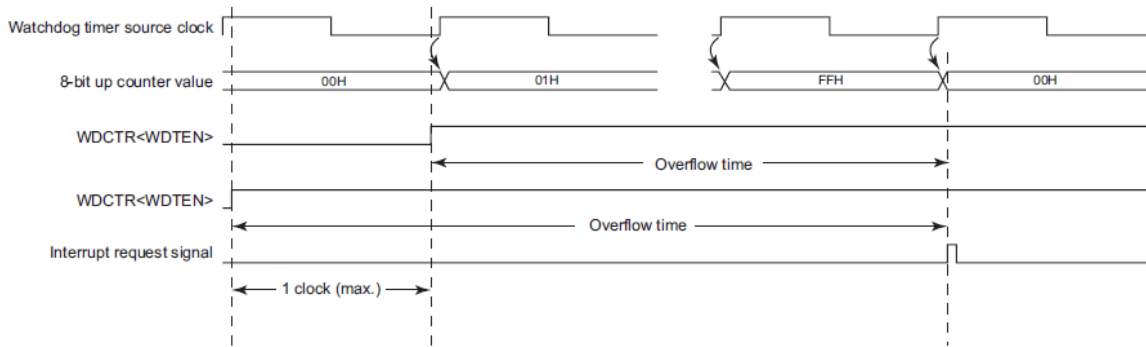 Watchdog timer source clock
8-bit up counter value
00H 01H FFH 00H
WDCTR<WDTEN>
Overflow time
WDCTR<WDTEN>
Overflow time
Interrupt request signal
1 clock (max.)